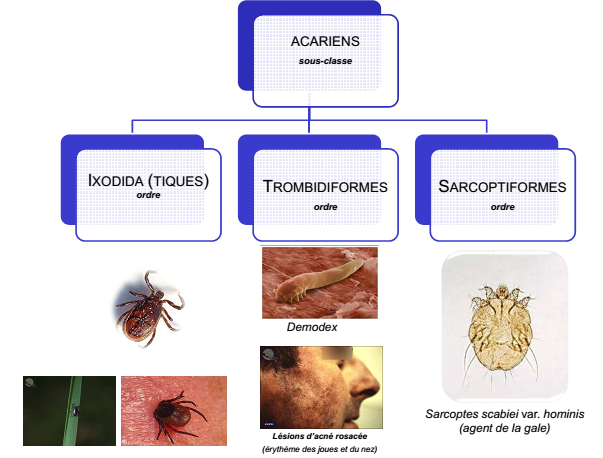 ACARIENS
sous-classe
IXODIDA (TIQUES)
ordre
TROMBIDIFORMES
ordre
SARCOPTIFORMES
ordre
Demodex
Lésions d'acné rosacée
(érythème des joues et du nez)
Sarcoptes scabiei var. hominis
(agent de la gale)